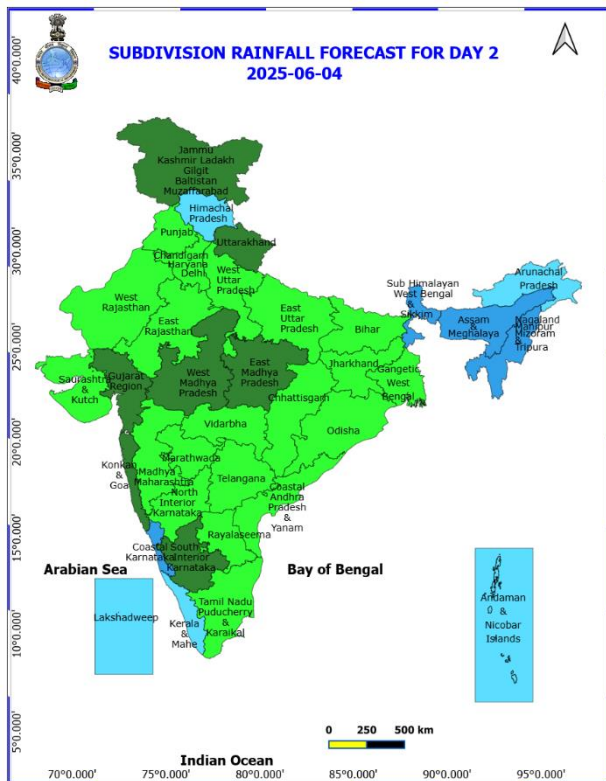 SUBDIVISION RAINFALL FORECAST FOR DAY 2
2025-06-04
40°0.000'
35°0.000'
30°0.000'
25°0.000'
20°0.000'
15°0.000'
10°0.000'
5°0.000'
Jammu
Kashmir Ladakh
Gilgit
Baltistan
Muzaffarabad
Himachal
Pradesh
Punjab
Uttarakhand
Chandigarh
Haryana
Delhi
West
Uttar
Pradesh
Arunachal
Pradesh
Sub Himalayan
West Bengal
&
Sikkim
West
Rajasthan
East
Rajasthan
East
Uttar
Pradesh
Bihar
Assam
&
Meghalaya
Nagaland
Manipur
Mizoram
&
Tripura
Saurashtra
&
Kutch
Gujarat
Region
West
Madhya
Pradesh
East
Madhya
Pradesh
Jharkhand
Gangetic
West
Bengal
Chhattisgarh
Vidarbha
Odisha
Konkan
&
Goa
Marathwada
Madhya
Maharashtra
Telangana
North
Interior
Karnataka
Coastal
Andhra
Pradesh
&
Yanam
Rayalaseema
Coastal
Karnataka
South
Interior
Karnataka
Arabian Sea
Bay of Bengal
Lakshadweep
Kerala
&
Mahe
Tamil Nadu
Puducherry
&
Karaikal
Andaman
&
Nicobar
Islands
0 250 500 km
Indian Ocean
70°0.000' 75°0.000' 80°0.000' 85°0.000' 90°0.000' 95°0.000'